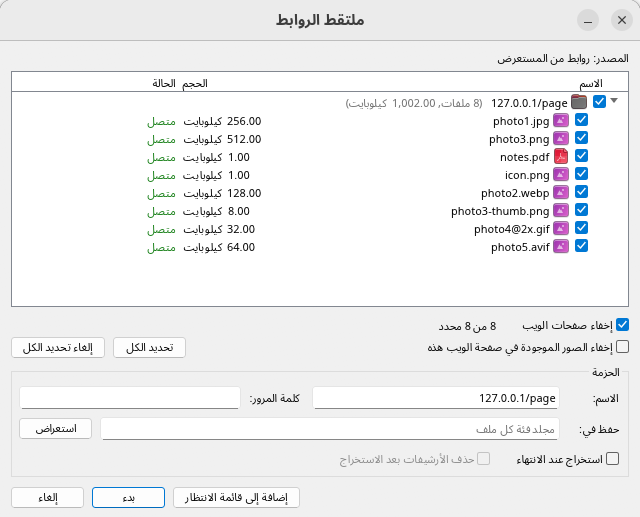 ملتقط الروابط
المصدر: روابط من المستعرض
الاسم الحجم الحالة
127.0.0.1/page (8 ملفات, 1,002.00 كيلوبايت)
photo1.jpg 256.00 كيلوبايت متصل
photo3.png 512.00 كيلوبايت متصل
notes.pdf 1.00 كيلوبايت متصل
icon.png 1.00 كيلوبايت متصل
photo2.webp 128.00 كيلوبايت متصل
photo3-thumb.png 8.00 كيلوبايت متصل
photo4@2x.gif 32.00 كيلوبايت متصل
photo5.avif 64.00 كيلوبايت متصل
إخفاء صفحات الويب 8 من 8 محدد
إخفاء الصور الموجودة في صفحة الويب هذه تحديد الكل إلغاء تحديد الكل
الحزمة
الاسم: 127.0.0.1/page كلمة المرور:
حفظ في: مجلد فئة كل ملف استعراض
استخراج عند الانتهاء حذف الأرشيفات بعد الاستخراج
إضافة إلى قائمة الانتظار بدء إلغاء